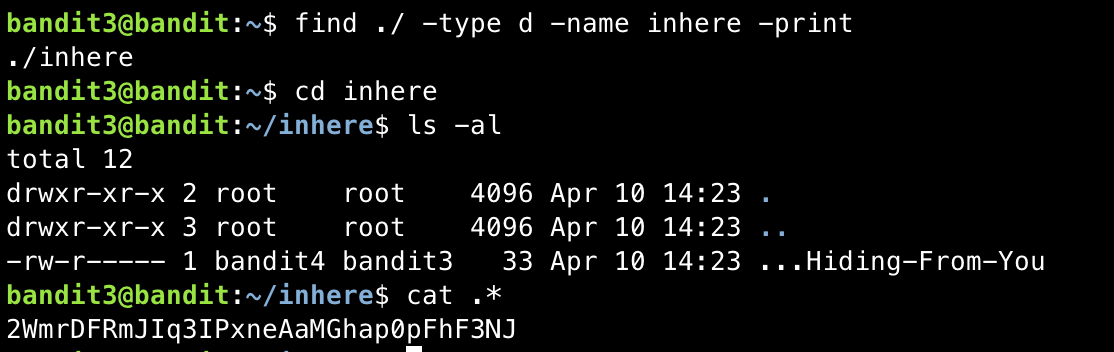 bandit3@bandit:~$ find ./ -type d -name inhere -print
./inhere
bandit3@bandit:~$ cd inhere
bandit3@bandit:~/inhere$ ls -al
total 12
drwxr-xr-x 2 root    root    4096 Apr 10 14:23 .
drwxr-xr-x 3 root    root    4096 Apr 10 14:23 ..
-rw-r----- 1 bandit4 bandit3   33 Apr 10 14:23 ...Hiding-From-You
bandit3@bandit:~/inhere$ cat .*
2WmrDFRmJIq3IPxneAaMGhap0pFhF3NJ